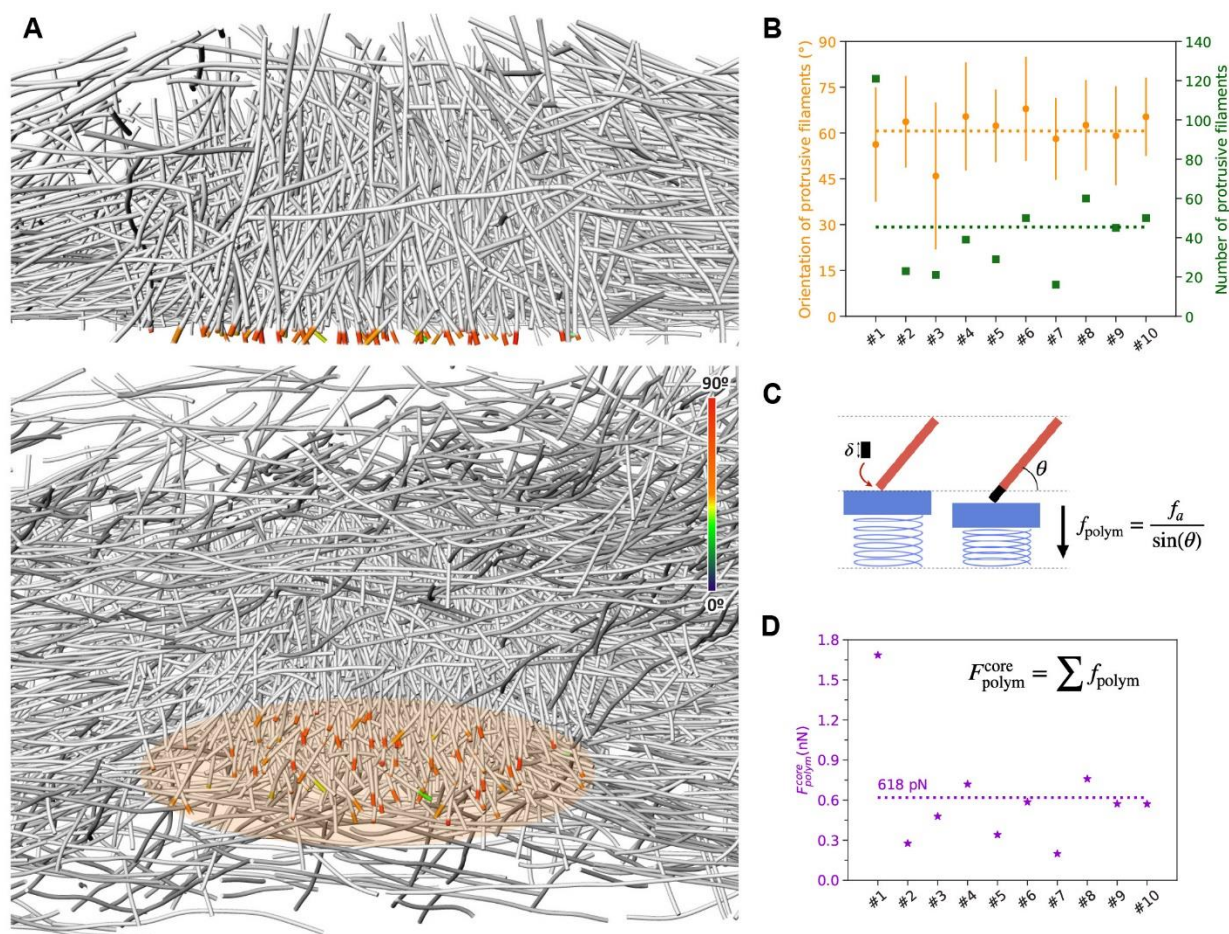 A
90º
0º
B
Orientation of protrusive filaments (°)
90
75
60
45
30
15
0
Number of protrusive filaments
140
120
100
80
60
40
20
0
#1 #2 #3 #4 #5 #6 #7 #8 #9 #10
C
δ
θ
f_polym = f_a / sin(θ)
D
F^core_polym (nN)
1.8
1.5
1.2
0.9
0.6
0.3
0.0
F^core_polym = ∑ f_polym
618 pN
#1 #2 #3 #4 #5 #6 #7 #8 #9 #10